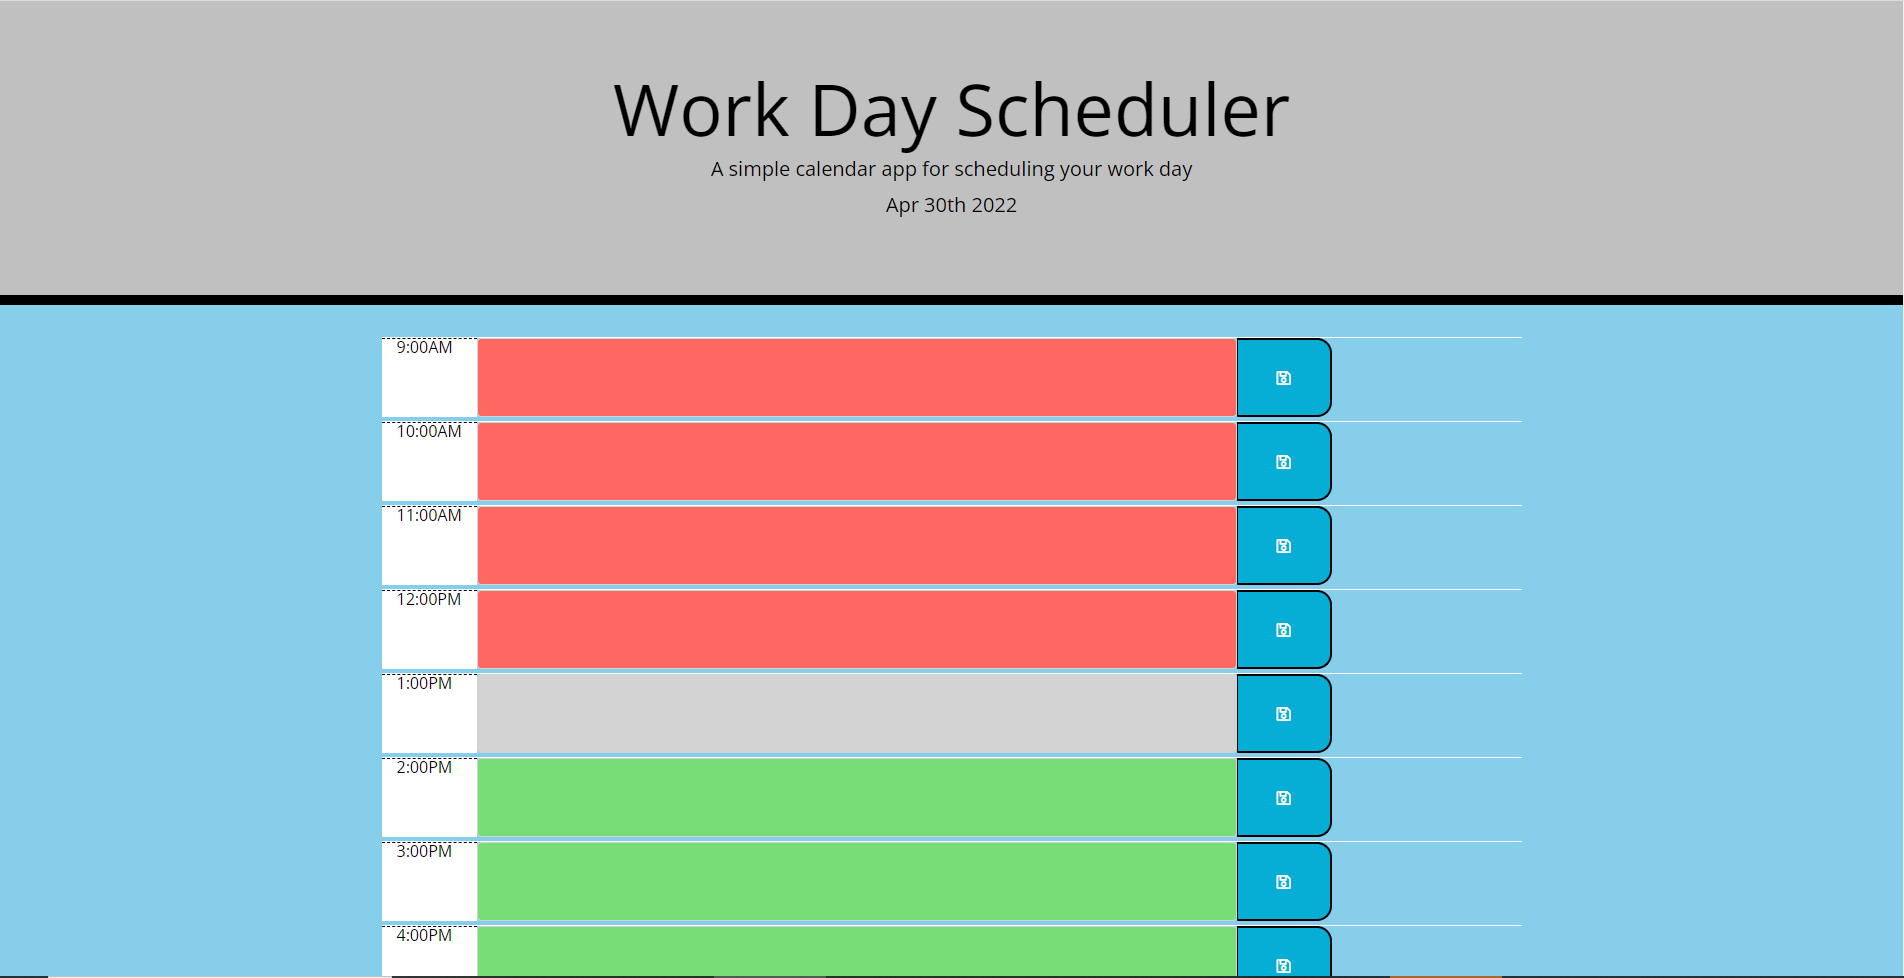 Work Day Scheduler
A simple calendar app for scheduling your work day
Apr 30th 2022
9:00AM
10:00AM
11:00AM
12:00PM
1:00PM
2:00PM
3:00PM
4:00PM